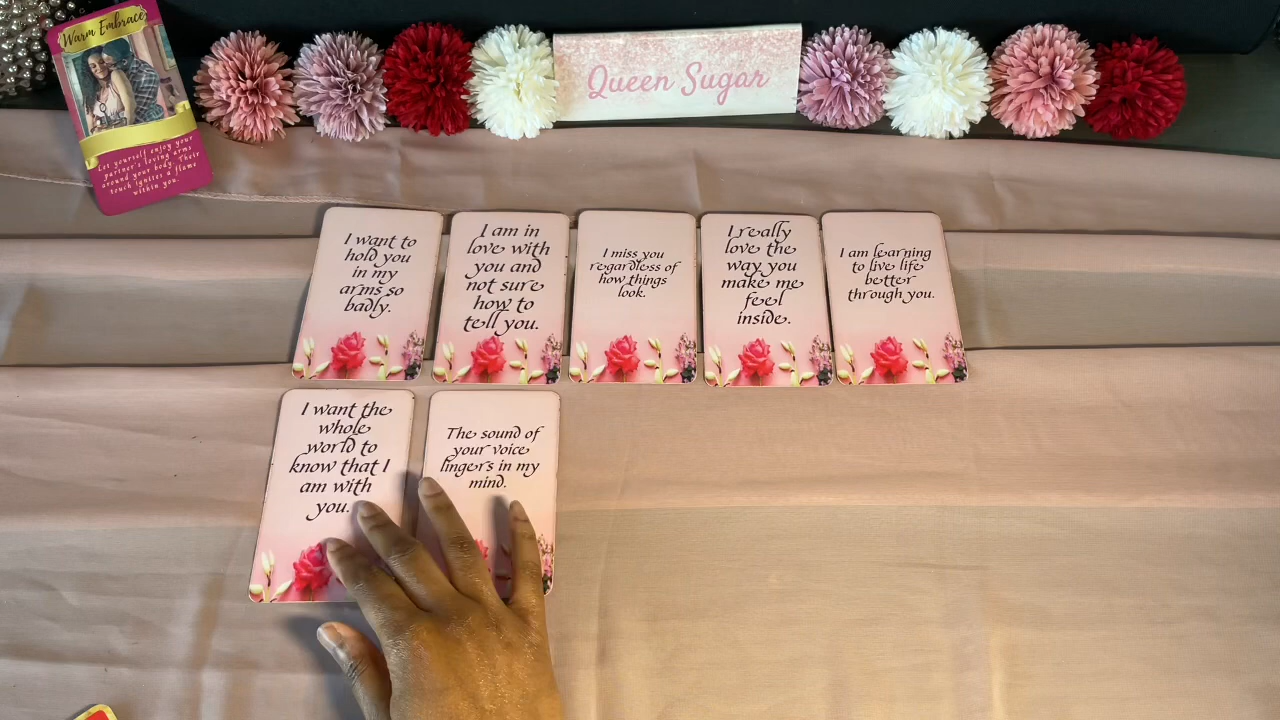 Warm Embrace
Let yourself enjoy your
partner's loving arms
around your body. Their
touch ignites a flame
within you.
Queen Sugar
I want to
hold you
in my
arms so
badly.
I am in
love with
you and
not sure
how to
tell you.
I miss you
regardless of
how things
look.
I really
love the
way you
make me
feel
inside.
I am learning
to live life
better
through you.
I want the
whole
world to
know that I
am with
you.
The sound of
your voice
lingers in my
mind.